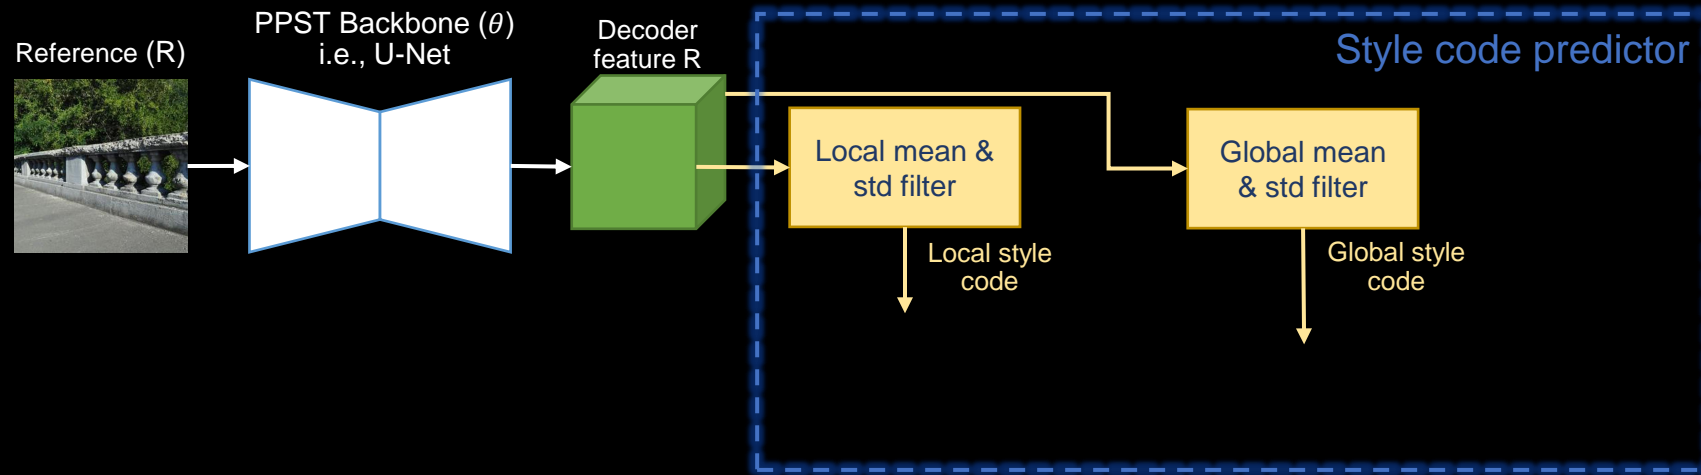 Reference (R)
PPST Backbone (θ)
i.e., U-Net
Decoder
feature R
Style code predictor
Local mean &
std filter
Global mean
& std filter
Local style
code
Global style
code